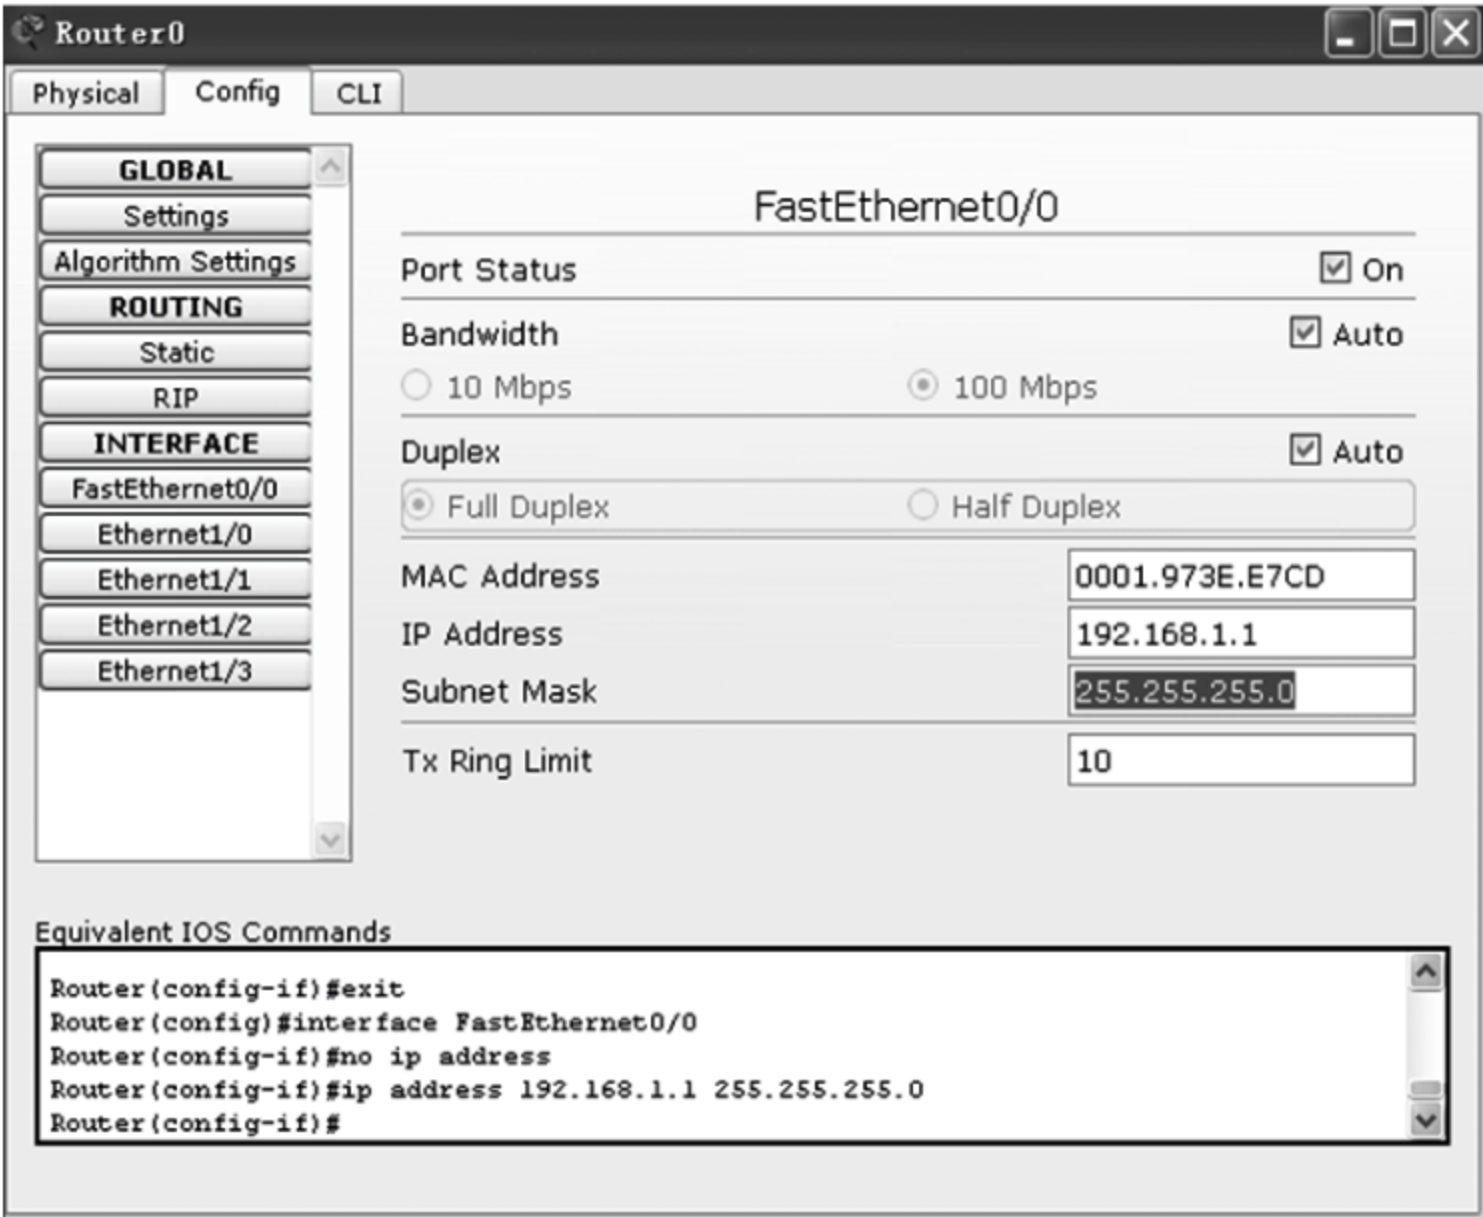 Router0
Physical Config CLI
GLOBAL
Settings
Algorithm Settings
ROUTING
Static
RIP
INTERFACE
FastEthernet0/0
Ethernet1/0
Ethernet1/1
Ethernet1/2
Ethernet1/3
FastEthernet0/0
Port Status On
Bandwidth Auto
10 Mbps 100 Mbps
Duplex Auto
Full Duplex Half Duplex
MAC Address 0001.973E.E7CD
IP Address 192.168.1.1
Subnet Mask 255.255.255.0
Tx Ring Limit 10
Equivalent IOS Commands
Router(config-if)#exit
Router(config)#interface FastEthernet0/0
Router(config-if)#no ip address
Router(config-if)#ip address 192.168.1.1 255.255.255.0
Router(config-if)#